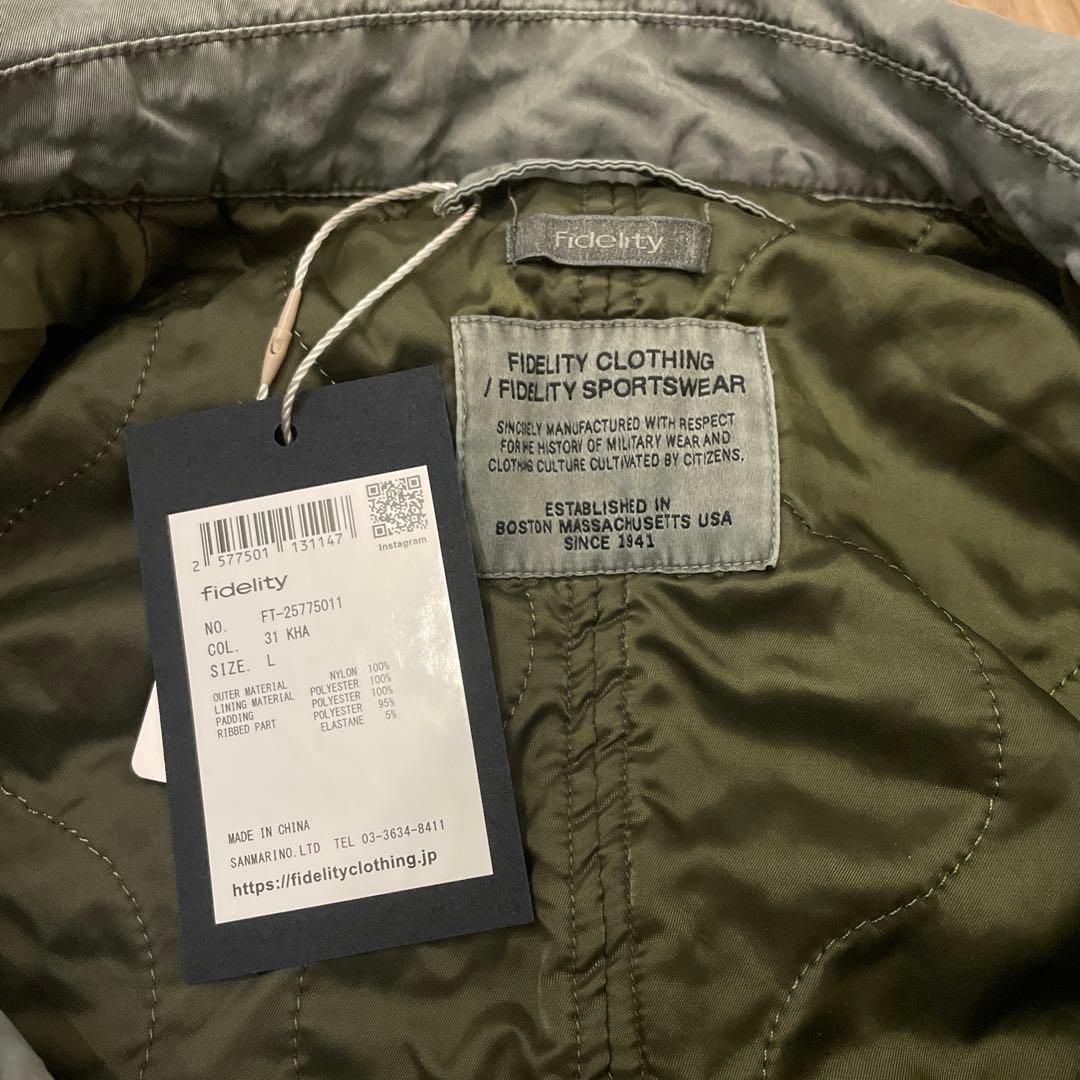 Fidelity
FIDELITY CLOTHING
/ FIDELITY SPORTSWEAR
SINCRELY MANUFACTURED WITH RESPECT
FOR HE HISTORY OF MILITARY WEAR AND
CLOTHNG CULTURE CULTIVATED BY CITIZENS.
ESTABLISHED IN
BOSTON MASSACHUSETTS USA
SINCE 1941
2 577501 131147
Instagram
fidelity
NO. FT-25775011
COL. 31 KHA
SIZE. L
OUTER MATERIAL NYLON 100%
LINING MATERIAL POLYESTER 100%
PADDING POLYESTER 100%
RIBBED PART POLYESTER 95%
ELASTANE 5%
MADE IN CHINA
SANMARINO.LTD TEL 03-3634-8411
https://fidelityclothing.jp